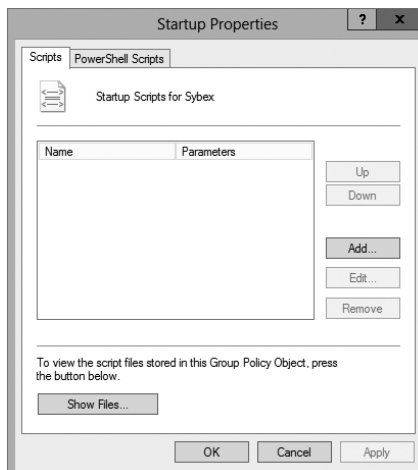 Startup Properties
? x
Scripts PowerShell Scripts
Startup Scripts for Sybex
Name Parameters
Up
Down
Add...
Edit...
Remove
To view the script files stored in this Group Policy Object, press
the button below.
Show Files...
OK Cancel Apply